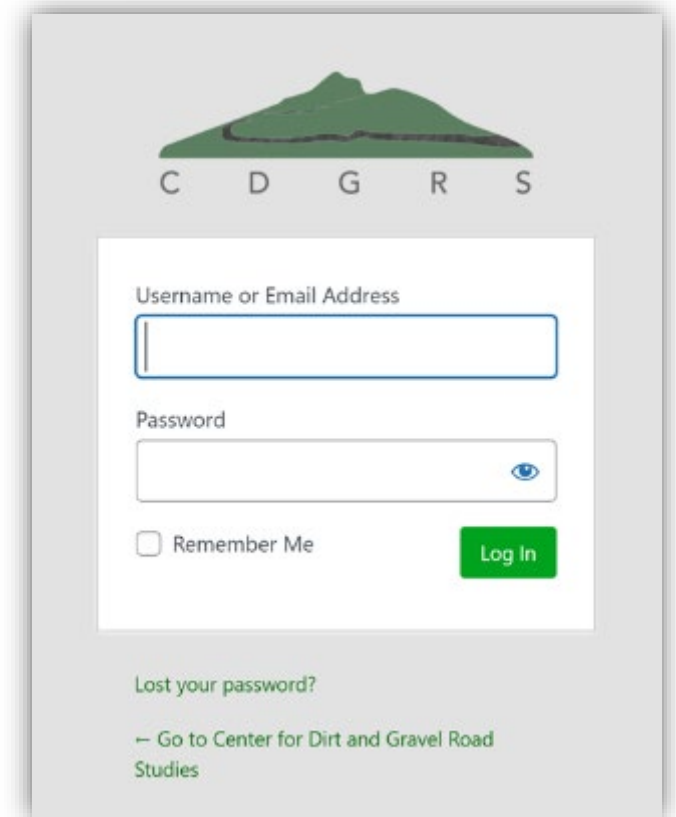 C D G R S
Username or Email Address
Password
Remember Me
Log In
Lost your password?
← Go to Center for Dirt and Gravel Road
Studies